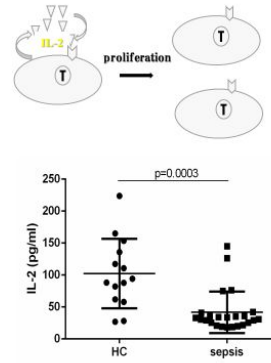 IL-2
T
proliferation
T
T
p=0.0003
IL-2 (pg/ml)
250
200
150
100
50
0
HC sepsis